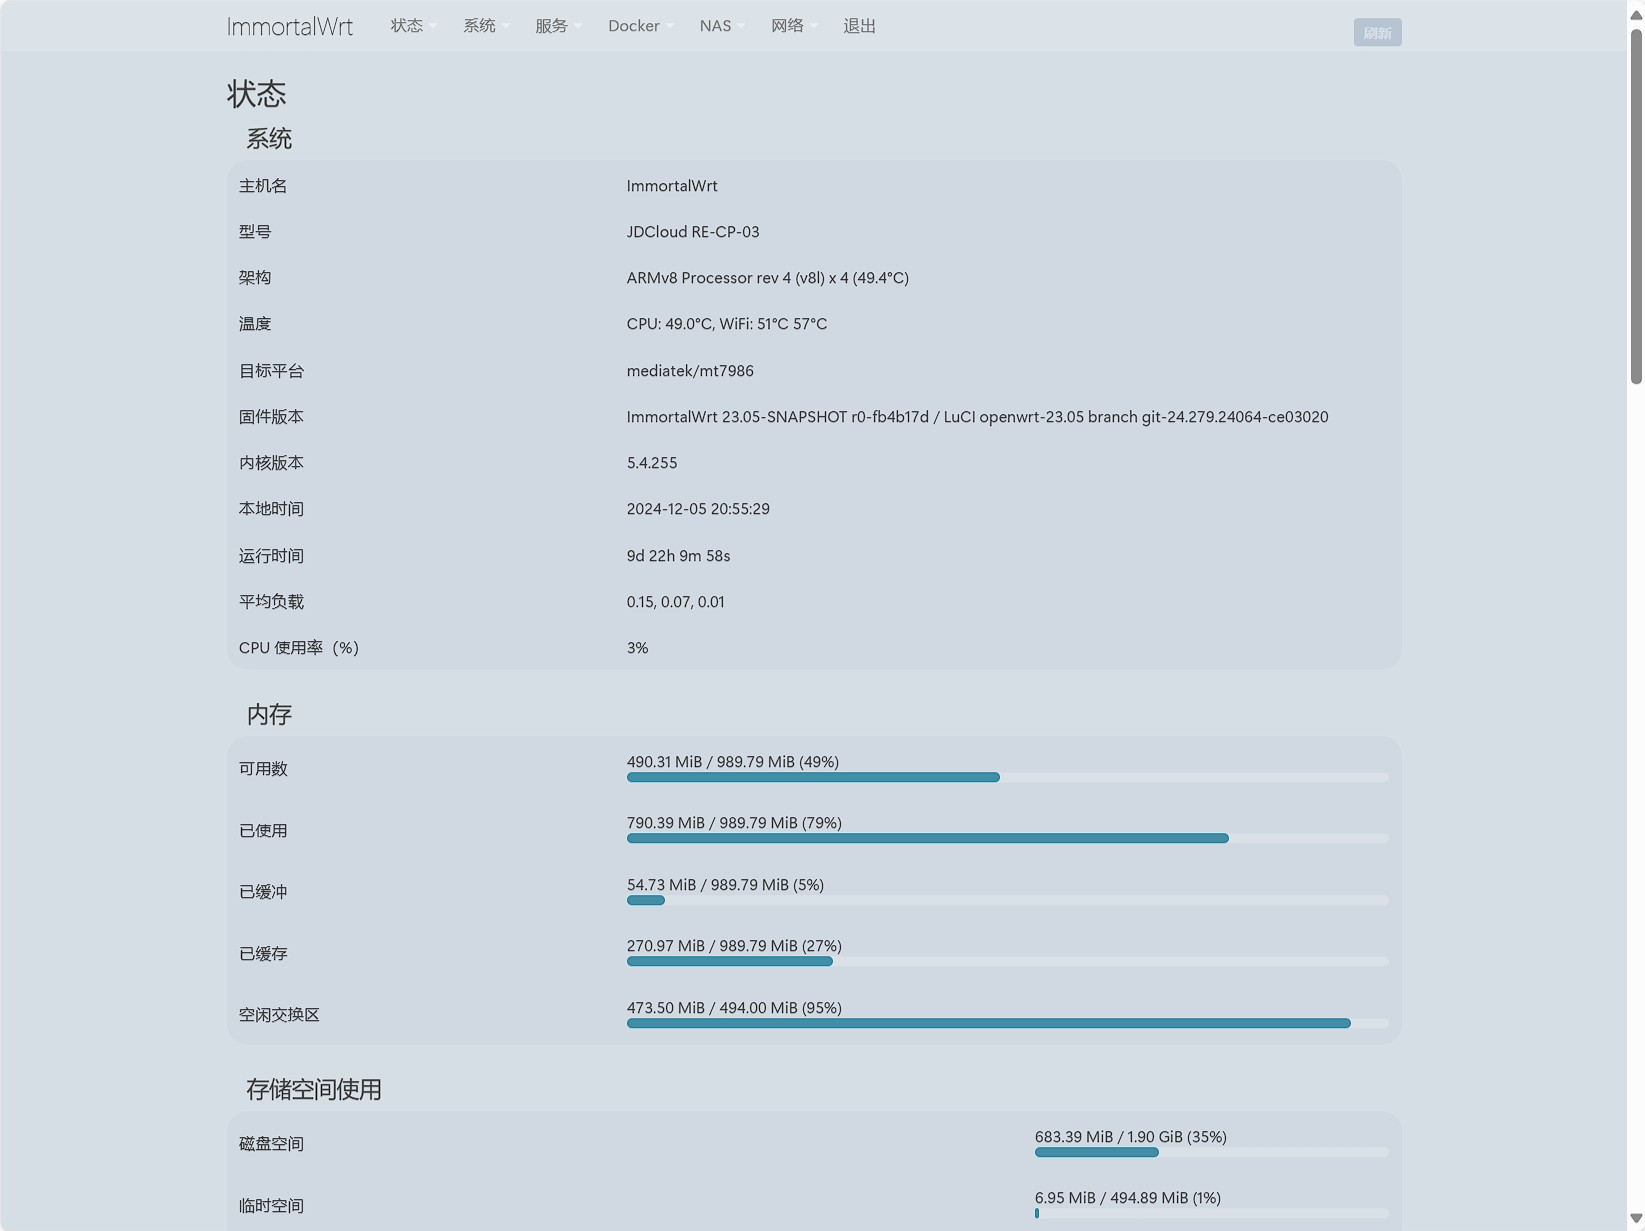 ImmortalWrt 状态 系统 服务 Docker NAS 网络 退出 刷新
状态
系统
主机名 ImmortalWrt
型号 JDCloud RE-CP-03
架构 ARMv8 Processor rev 4 (v8l) x 4 (49.4°C)
温度 CPU: 49.0°C, WiFi: 51°C 57°C
目标平台 mediatek/mt7986
固件版本 ImmortalWrt 23.05-SNAPSHOT r0-fb4b17d / LuCI openwrt-23.05 branch git-24.279.24064-ce03020
内核版本 5.4.255
本地时间 2024-12-05 20:55:29
运行时间 9d 22h 9m 58s
平均负载 0.15, 0.07, 0.01
CPU 使用率（%） 3%
内存
可用数 490.31 MiB / 989.79 MiB (49%)
已使用 790.39 MiB / 989.79 MiB (79%)
已缓冲 54.73 MiB / 989.79 MiB (5%)
已缓存 270.97 MiB / 989.79 MiB (27%)
空闲交换区 473.50 MiB / 494.00 MiB (95%)
存储空间使用
磁盘空间 683.39 MiB / 1.90 GiB (35%)
临时空间 6.95 MiB / 494.89 MiB (1%)